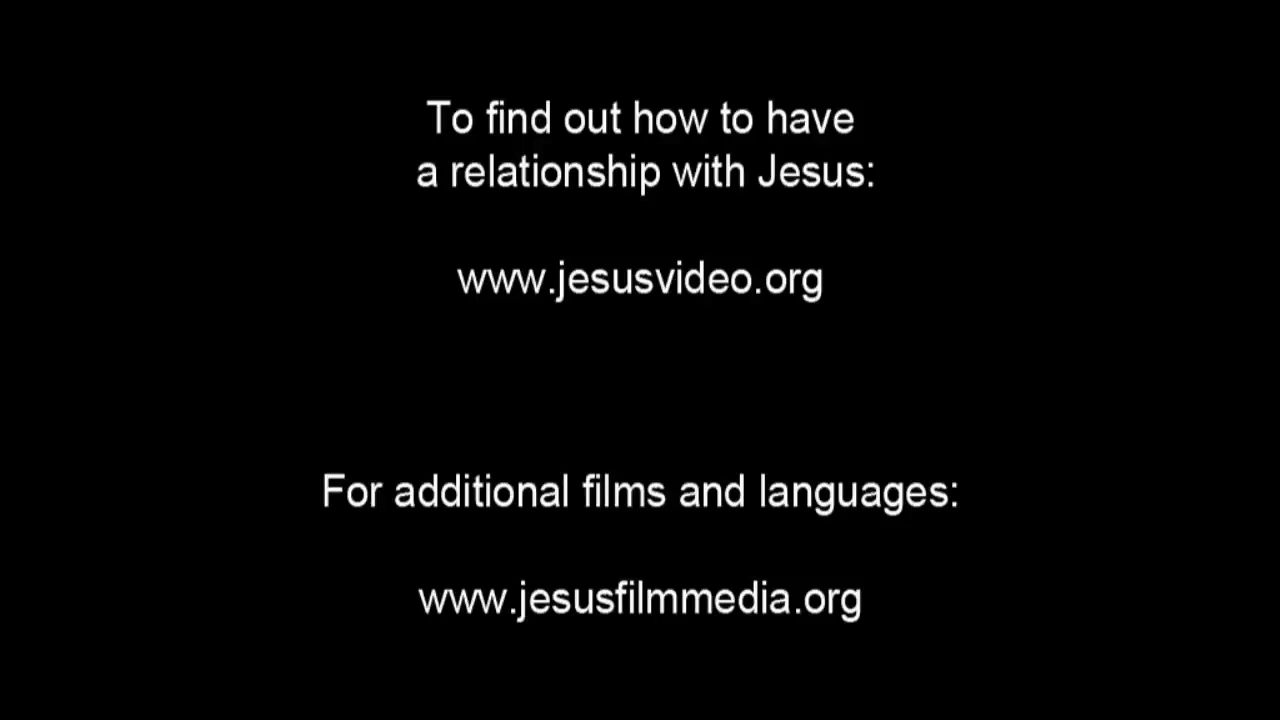 To find out how to have
a relationship with Jesus:
www.jesusvideo.org
For additional films and languages:
www.jesusfilmmedia.org